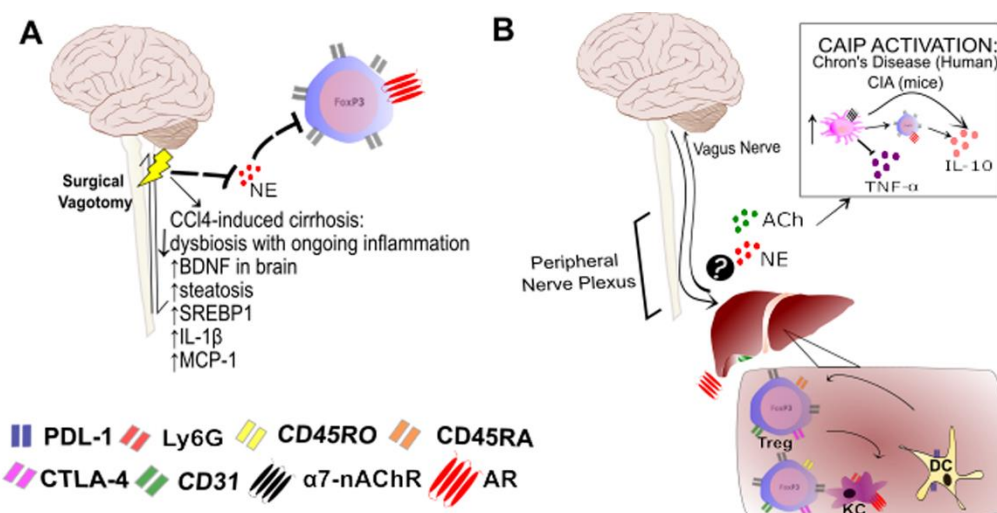 A
FoxP3
Surgical
Vagotomy
NE
CCl4-induced cirrhosis:
↓dysbiosis with ongoing inflammation
↑BDNF in brain
↑steatosis
↑SREBP1
↑IL-1β
↑MCP-1
B
Vagus Nerve
Peripheral
Nerve Plexus
?
ACh
NE
CAIP ACTIVATION:
Chron's Disease (Human)
CIA (mice)
IL-10
TNF-α
FoxP3
Treg
FoxP3
KC
DC
PDL-1 Ly6G CD45RO CD45RA
CTLA-4 CD31 α7-nAChR AR